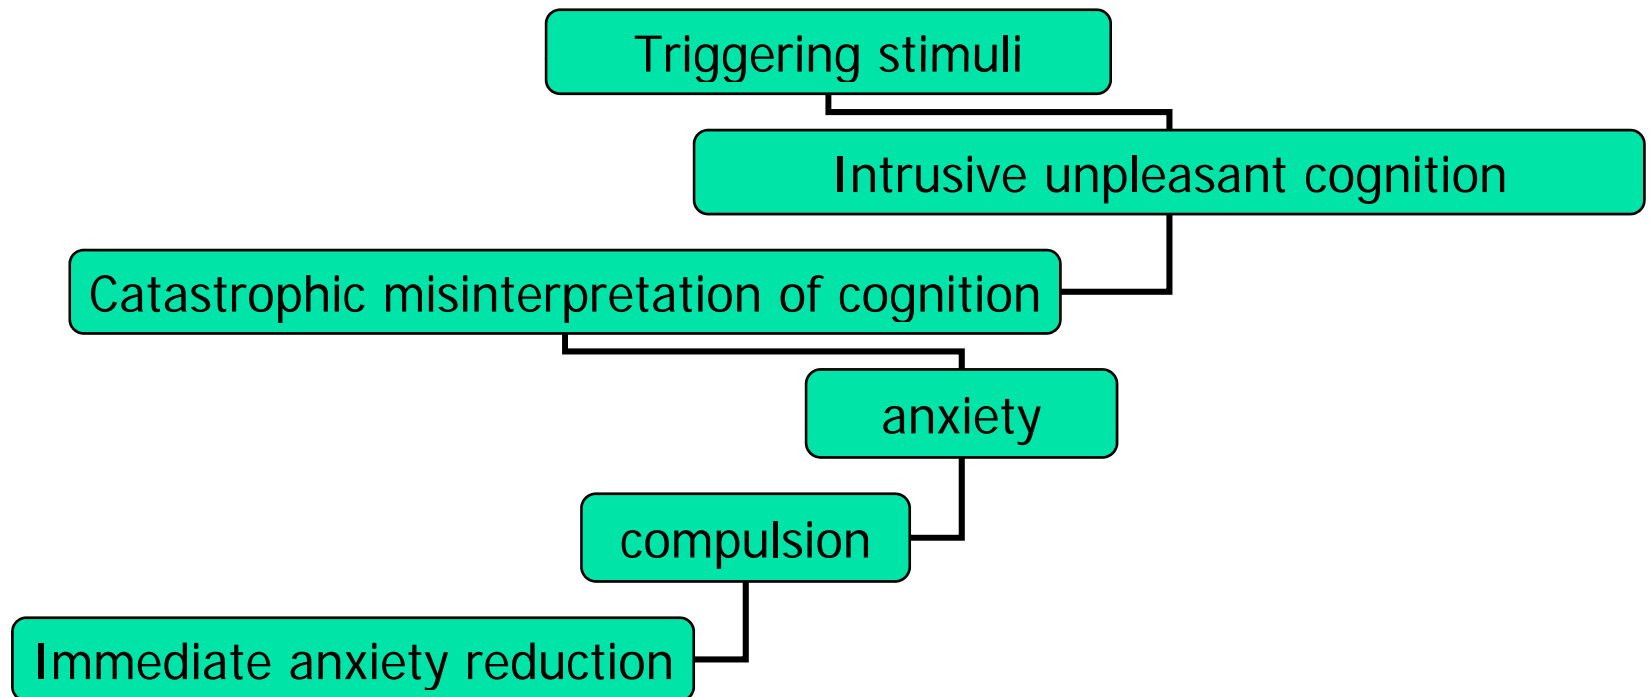 Triggering stimuli
Intrusive unpleasant cognition
Catastrophic misinterpretation of cognition
anxiety
compulsion
Immediate anxiety reduction